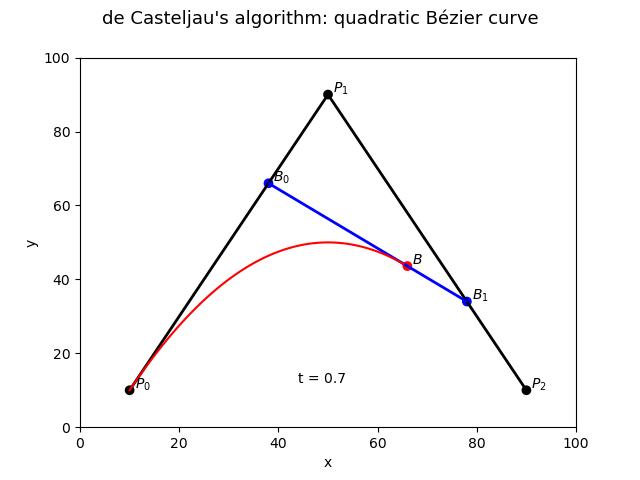 de Casteljau's algorithm: quadratic Bézier curve
100
80
60
40
20
0
y
P₁
B₀
B
B₁
P₀
P₂
t = 0.7
0 20 40 60 80 100
x